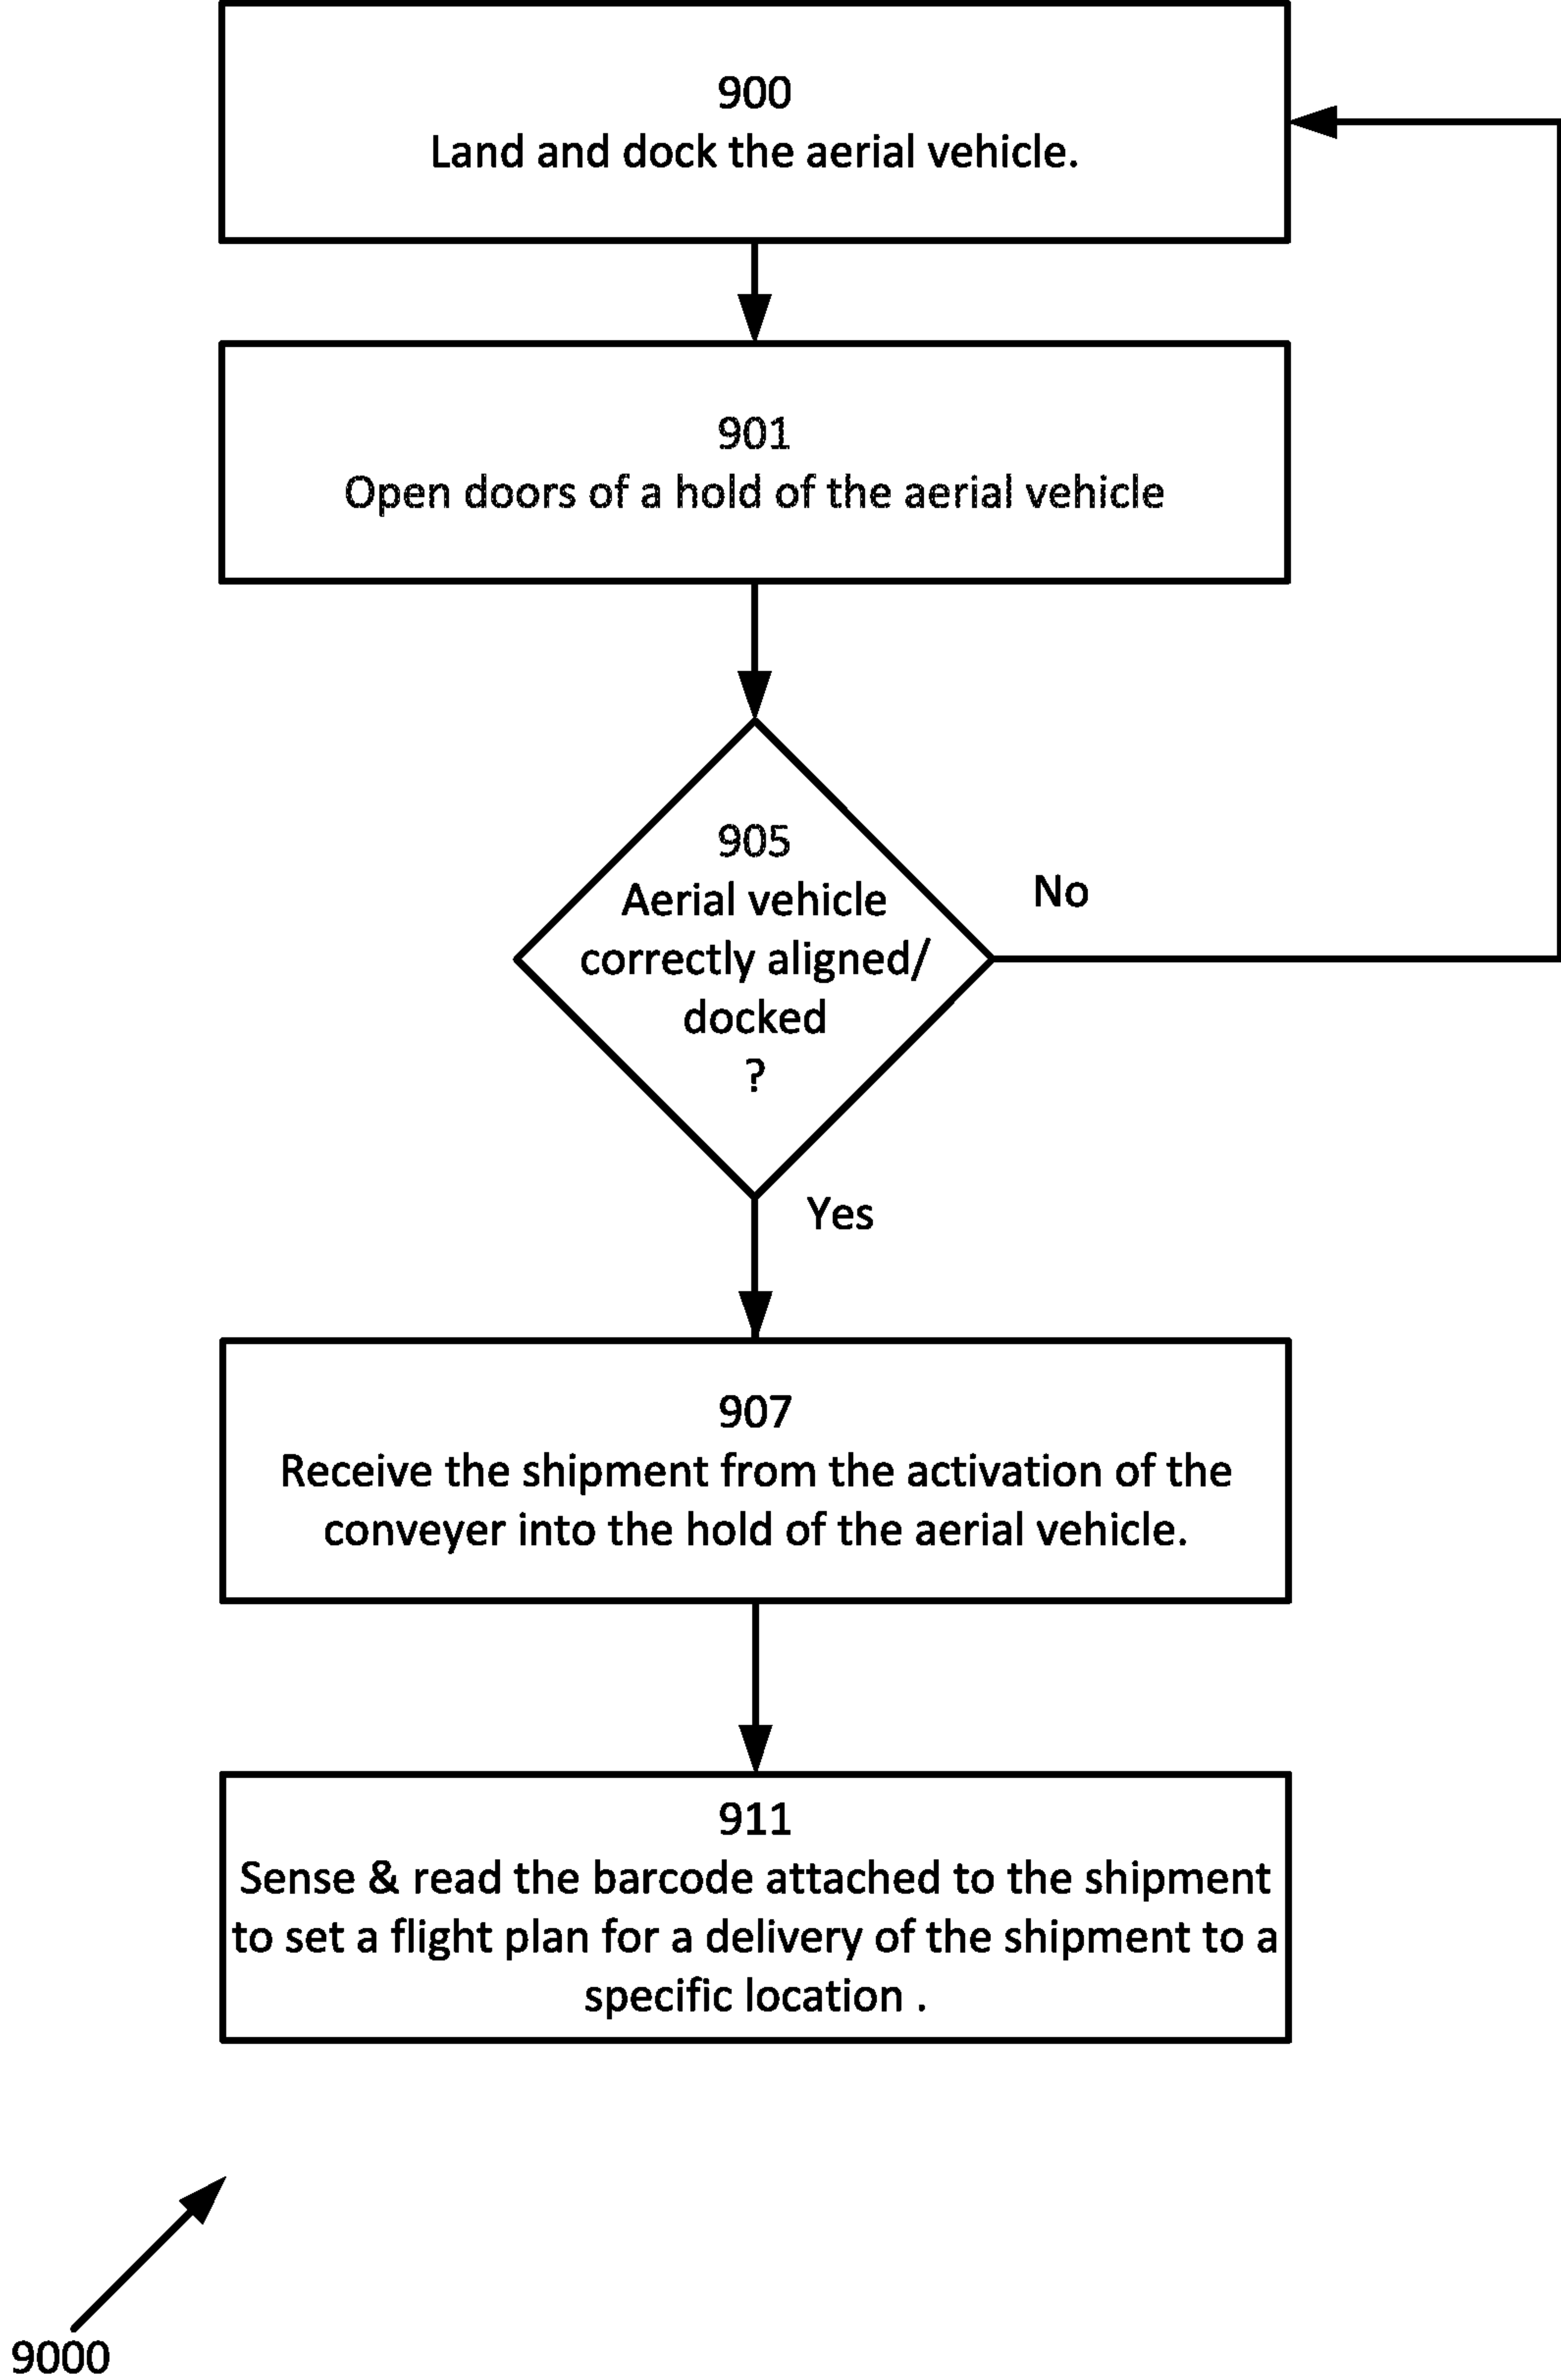 900
Land and dock the aerial vehicle.
901
Open doors of a hold of the aerial vehicle
905
Aerial vehicle
correctly aligned/
docked
?
No
Yes
907
Receive the shipment from the activation of the
conveyer into the hold of the aerial vehicle.
911
Sense & read the barcode attached to the shipment
to set a flight plan for a delivery of the shipment to a
specific location .
9000